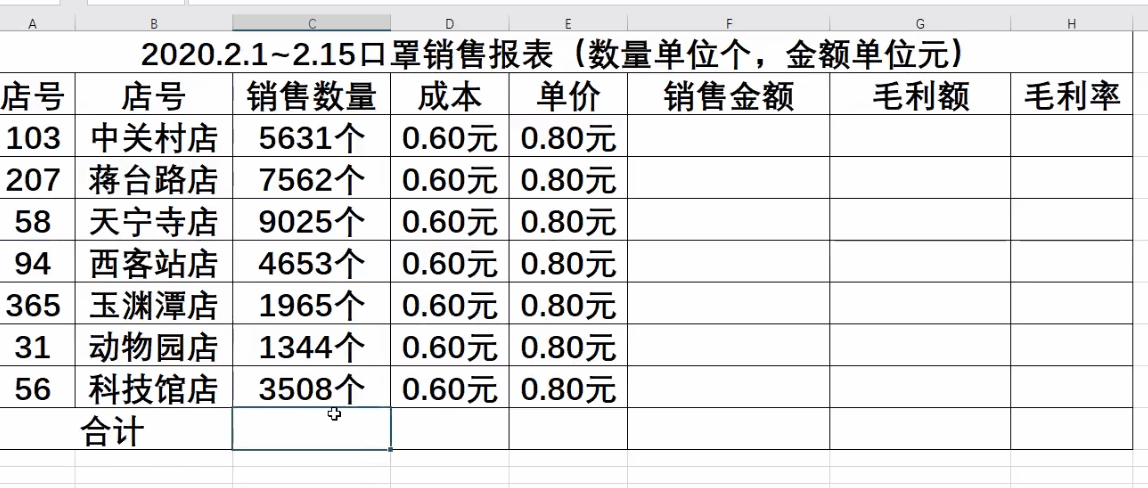 A B C D E F G H
2020.2.1~2.15口罩销售报表（数量单位个，金额单位元）
店号 店号 销售数量 成本 单价 销售金额 毛利额 毛利率
103 中关村店 5631个 0.60元 0.80元
207 蒋台路店 7562个 0.60元 0.80元
58 天宁寺店 9025个 0.60元 0.80元
94 西客站店 4653个 0.60元 0.80元
365 玉渊潭店 1965个 0.60元 0.80元
31 动物园店 1344个 0.60元 0.80元
56 科技馆店 3508个 0.60元 0.80元
合计